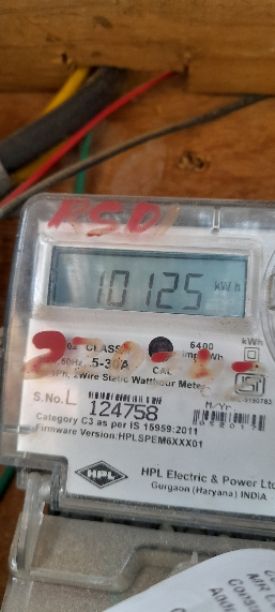 RSD
10125 kWh
CLASS
6400
imp/kWh
5-30A
CAL
2Wire Static Watthour Meter
S.No. L 124758
M/Yr.
Category C3 as per IS 15959:2011
Firmware Version: HPLSPEM6XXX01
HPL
HPL Electric & Power Ltd
Gurgaon (Haryana) INDIA